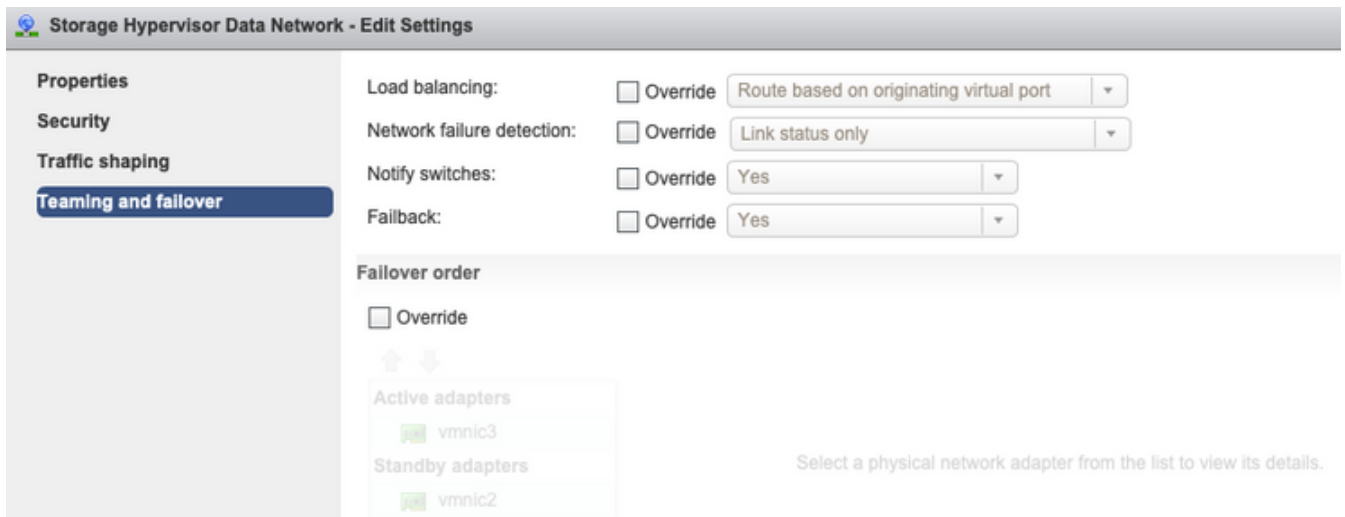 Storage Hypervisor Data Network - Edit Settings
Properties
Security
Traffic shaping
Teaming and failover
Load balancing: Override Route based on originating virtual port
Network failure detection: Override Link status only
Notify switches: Override Yes
Failback: Override Yes
Failover order
Override
Active adapters
vmnic3
Standby adapters
vmnic2
Select a physical network adapter from the list to view its details.